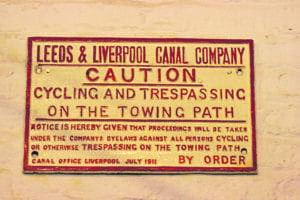 LEEDS & LIVERPOOL CANAL COMPANY
CAUTION
CYCLING AND TRESPASSING
ON THE TOWING PATH
NOTICE IS HEREBY GIVEN THAT PROCEEDINGS WILL BE TAKEN
UNDER THE COMPANYS BYELAWS AGAINST ALL PERSONS CYCLING
OR OTHERWISE TRESPASSING ON THE TOWING PATH.
CANAL OFFICE LIVERPOOL. JULY 1911 BY ORDER